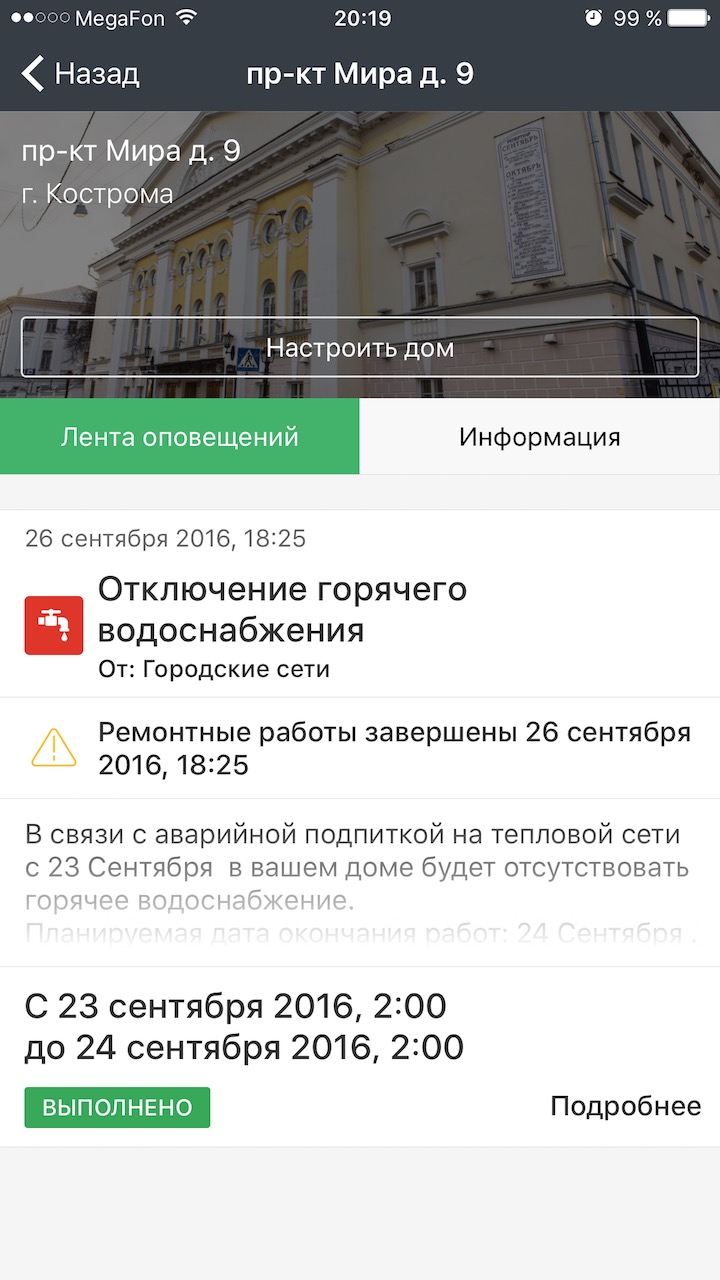 MegaFon
20:19
99 %
Назад
пр-кт Мира д. 9
пр-кт Мира д. 9
г. Кострома
СЕНТЯБРЬ
ОКТЯБРЬ
Настроить дом
Лента оповещений
Информация
26 сентября 2016, 18:25
Отключение горячего
водоснабжения
От: Городские сети
Ремонтные работы завершены 26 сентября
2016, 18:25
В связи с аварийной подпиткой на тепловой сети
с 23 Сентября  в вашем доме будет отсутствовать
горячее водоснабжение.
Планируемая дата окончания работ: 24 Сентября .
С 23 сентября 2016, 2:00
до 24 сентября 2016, 2:00
ВЫПОЛНЕНО
Подробнее